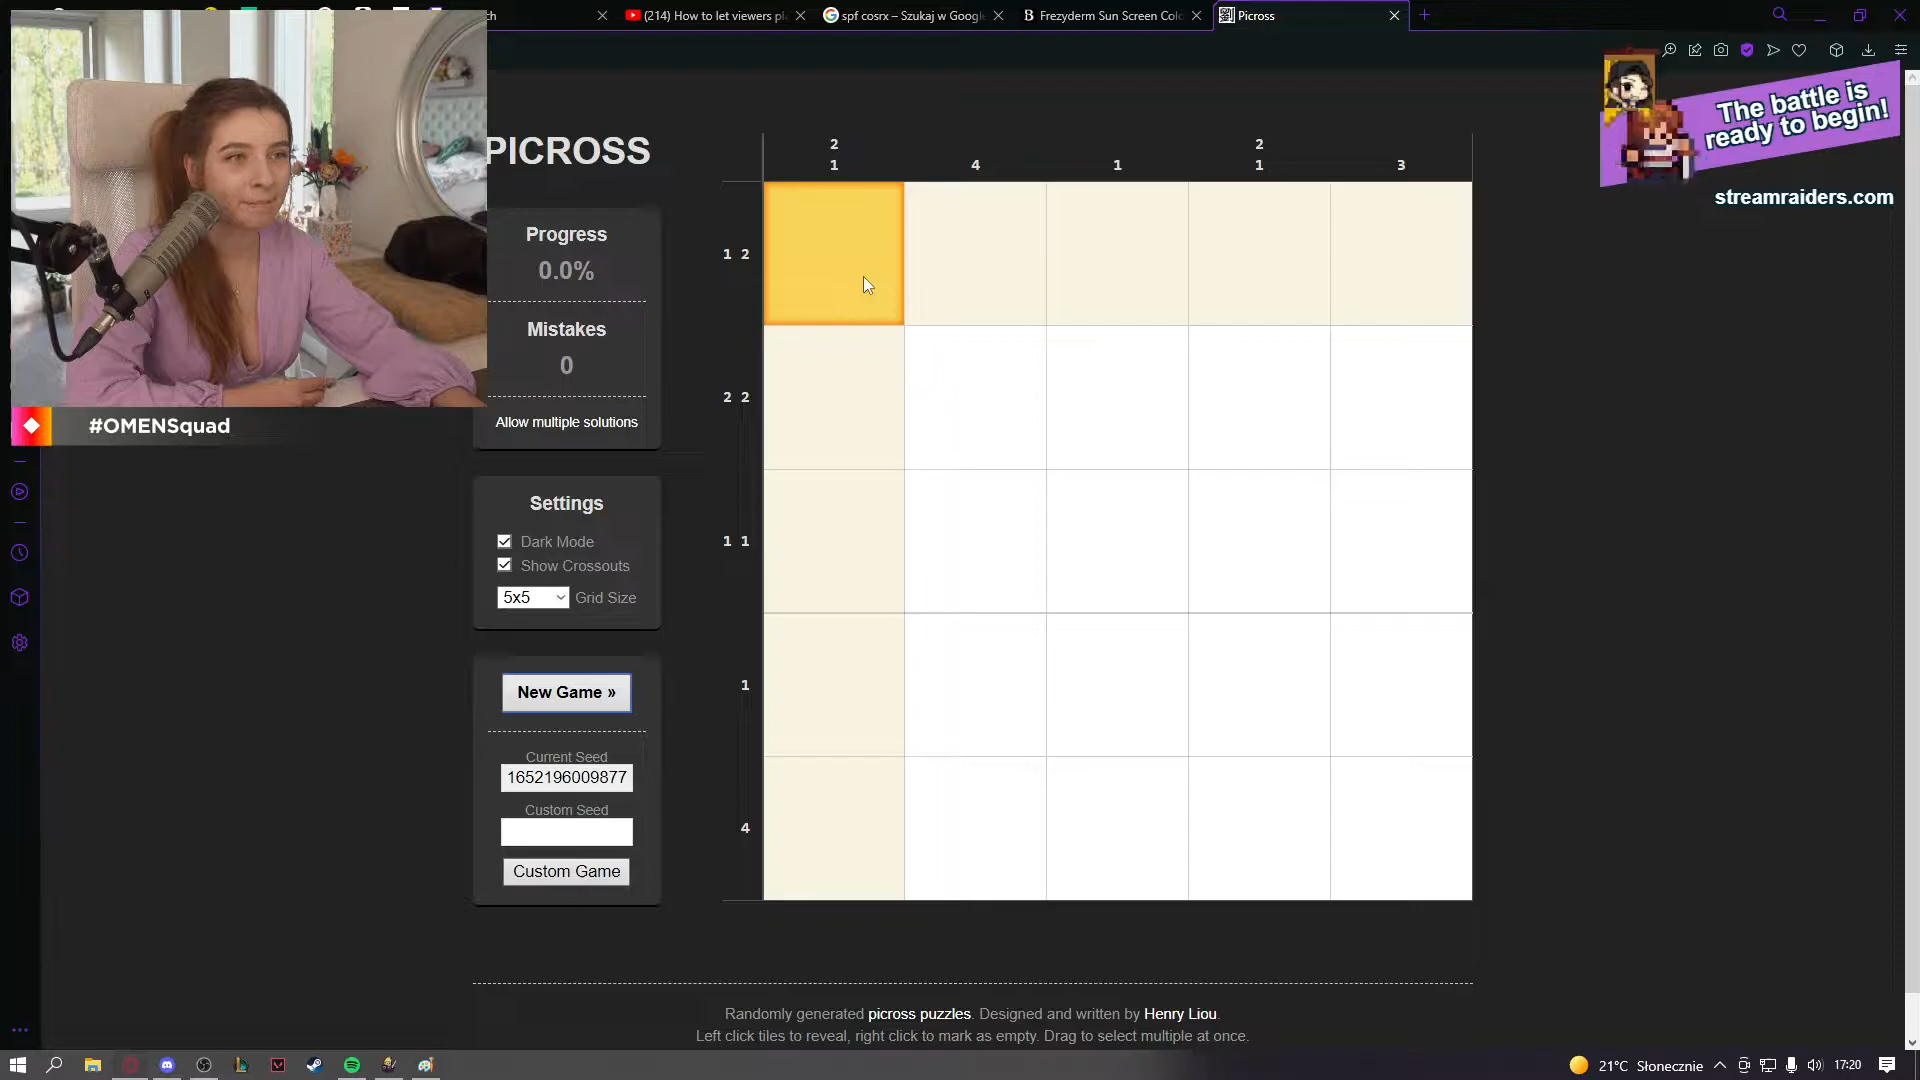 ch
(214) How to let viewers pl
spf cosrx – Szukaj w Google
Frezyderm Sun Screen Colo
Picross
The battle is
ready to begin!
streamraiders.com
#OMENSquad
PICROSS
Progress
0.0%
Mistakes
0
Allow multiple solutions
Settings
Dark Mode
Show Crossouts
5x5
Grid Size
New Game »
Current Seed
1652196009877
Custom Seed
Custom Game
2 2
1 4 1 1 3
1 2
2 2
1 1
1
4
Randomly generated picross puzzles. Designed and written by Henry Liou.
Left click tiles to reveal, right click to mark as empty. Drag to select multiple at once.
21°C Słonecznie
17:20